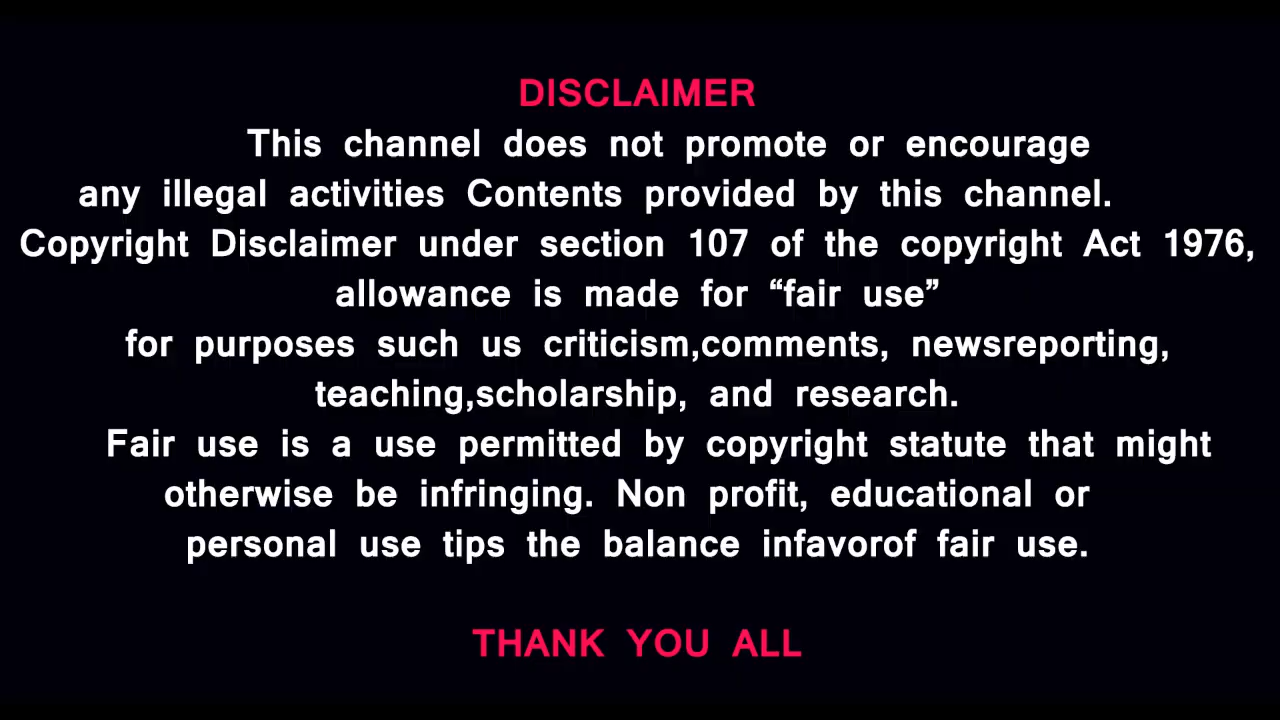 DISCLAIMER
This channel does not promote or encourage
any illegal activities Contents provided by this channel.
Copyright Disclaimer under section 107 of the copyright Act 1976,
allowance is made for “fair use”
for purposes such us criticism,comments, newsreporting,
teaching,scholarship, and research.
Fair use is a use permitted by copyright statute that might
otherwise be infringing. Non profit, educational or
personal use tips the balance infavorof fair use.
THANK YOU ALL